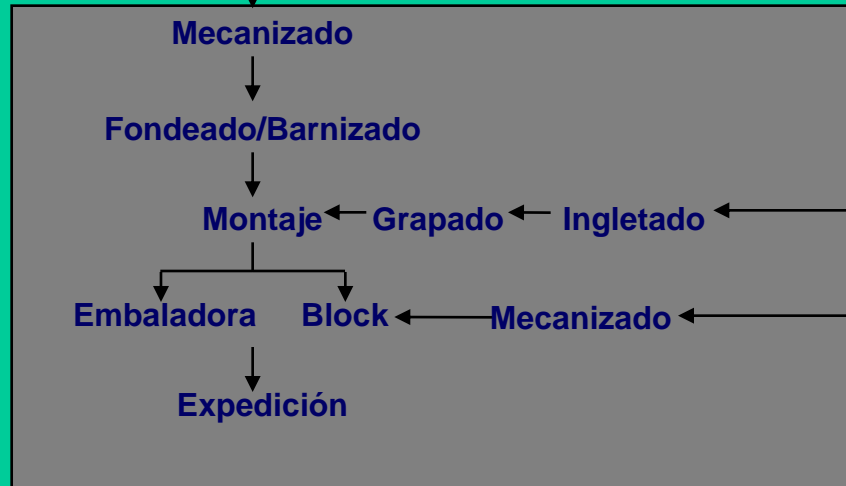 Mecanizado
Fondeado/Barnizado
Montaje Grapado Ingletado
Embaladora Block Mecanizado
Expedición